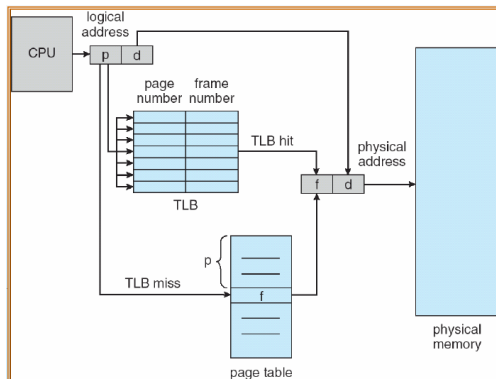 logical
address
CPU
p d
page
number
frame
number
TLB hit
physical
address
f d
TLB
p
TLB miss
f
physical
memory
page table